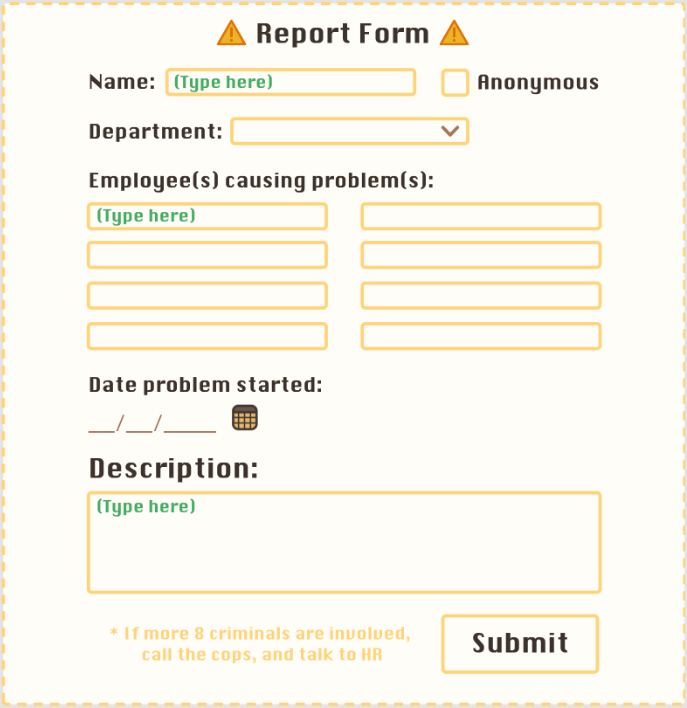 Report Form
Name: (Type here) Anonymous
Department:
Employee(s) causing problem(s):
(Type here)
Date problem started:
__/__/____
Description:
(Type here)
* If more 8 criminals are involved,
call the cops, and talk to HR
Submit